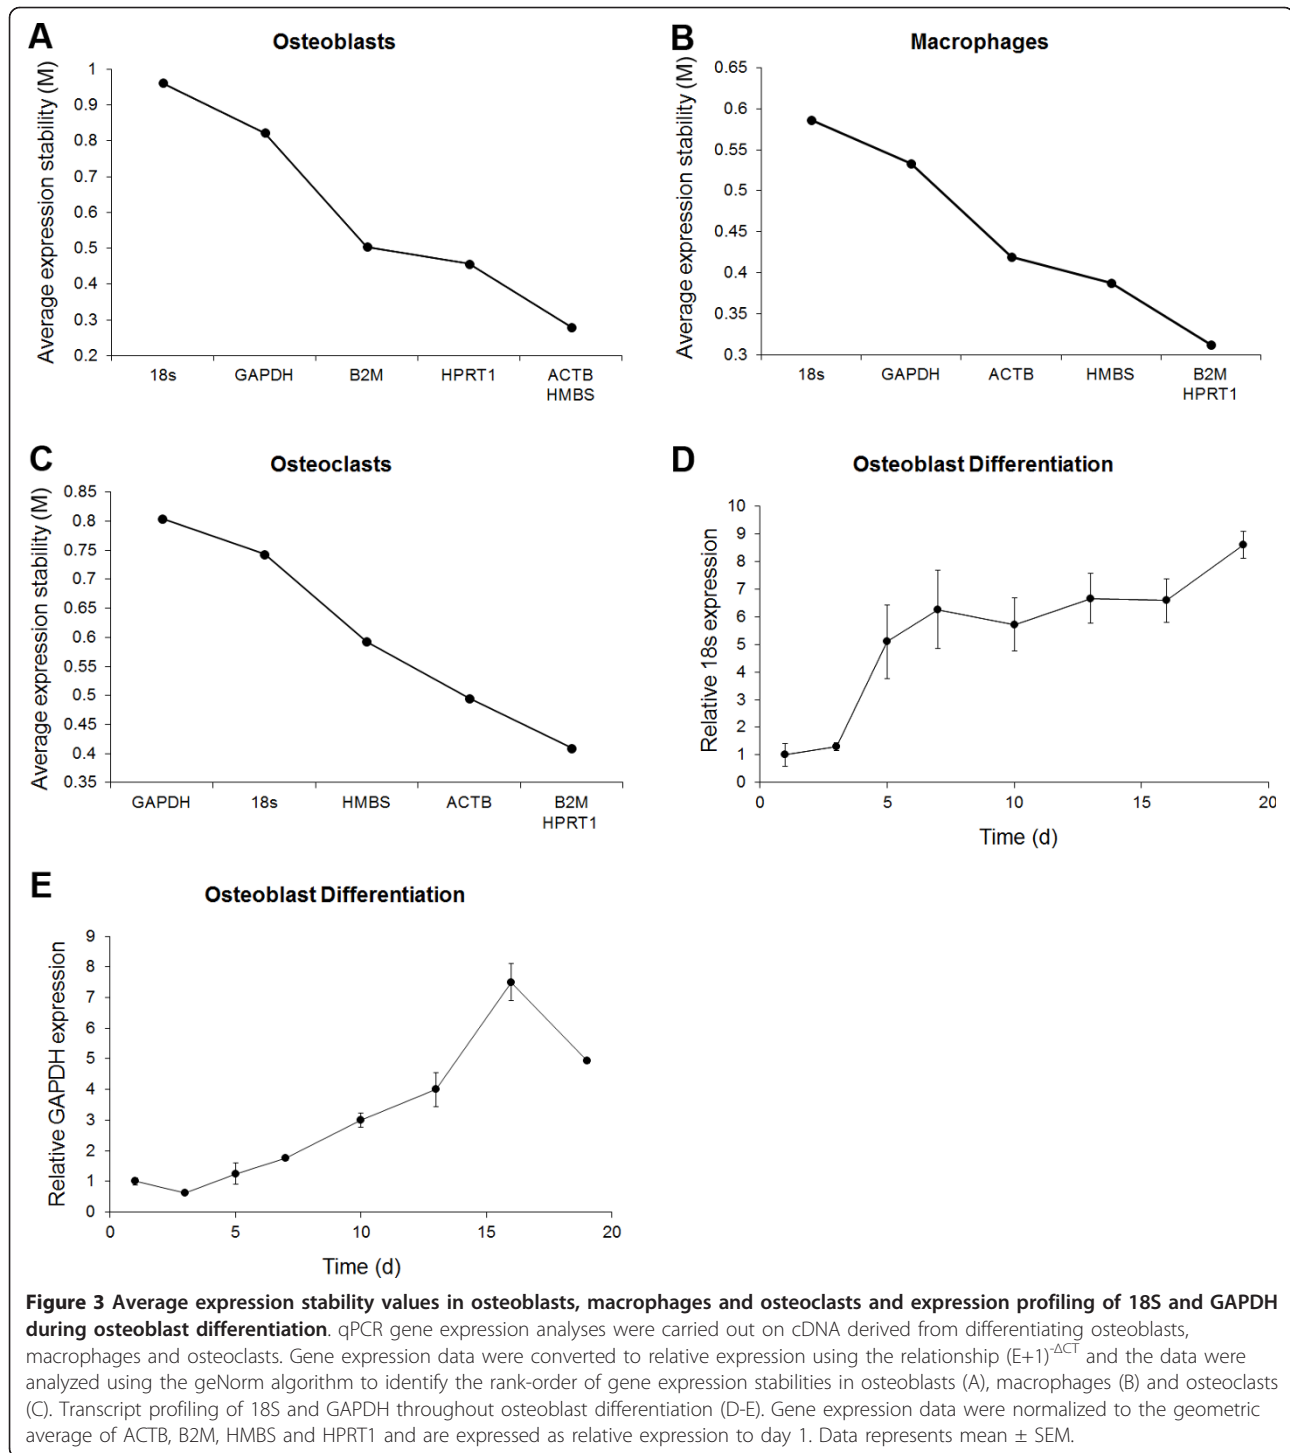 A
Osteoblasts
Average expression stability (M)
1
0.9
0.8
0.7
0.6
0.5
0.4
0.3
0.2
18s GAPDH B2M HPRT1 ACTB
HMBS
B
Macrophages
Average expression stability (M)
0.65
0.6
0.55
0.5
0.45
0.4
0.35
0.3
18s GAPDH ACTB HMBS B2M
HPRT1
C
Osteoclasts
Average expression stability (M)
0.85
0.8
0.75
0.7
0.65
0.6
0.55
0.5
0.45
0.4
0.35
GAPDH 18s HMBS ACTB B2M
HPRT1
D
Osteoblast Differentiation
Relative 18s expression
10
9
8
7
6
5
4
3
2
1
0
0 5 10 15 20
Time (d)
E
Osteoblast Differentiation
Relative GAPDH expression
9
8
7
6
5
4
3
2
1
0
0 5 10 15 20
Time (d)
Figure 3 Average expression stability values in osteoblasts, macrophages and osteoclasts and expression profiling of 18S and GAPDH
during osteoblast differentiation. qPCR gene expression analyses were carried out on cDNA derived from differentiating osteoblasts,
macrophages and osteoclasts. Gene expression data were converted to relative expression using the relationship (E+1)-ΔCT and the data were
analyzed using the geNorm algorithm to identify the rank-order of gene expression stabilities in osteoblasts (A), macrophages (B) and osteoclasts
(C). Transcript profiling of 18S and GAPDH throughout osteoblast differentiation (D-E). Gene expression data were normalized to the geometric
average of ACTB, B2M, HMBS and HPRT1 and are expressed as relative expression to day 1. Data represents mean ± SEM.